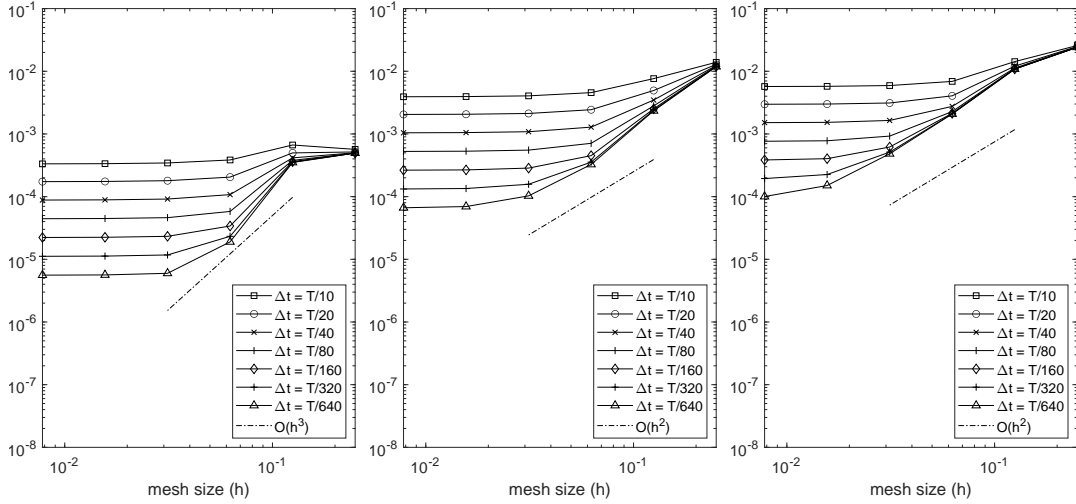 10^-1
10^-2
10^-3
10^-4
10^-5
10^-6
10^-7
10^-8
10^-2
10^-1
mesh size (h)
Δt = T/10
Δt = T/20
Δt = T/40
Δt = T/80
Δt = T/160
Δt = T/320
Δt = T/640
O(h^3)
10^-1
10^-2
10^-3
10^-4
10^-5
10^-6
10^-7
10^-8
10^-2
10^-1
mesh size (h)
Δt = T/10
Δt = T/20
Δt = T/40
Δt = T/80
Δt = T/160
Δt = T/320
Δt = T/640
O(h^2)
10^-1
10^-2
10^-3
10^-4
10^-5
10^-6
10^-7
10^-8
10^-2
10^-1
mesh size (h)
Δt = T/10
Δt = T/20
Δt = T/40
Δt = T/80
Δt = T/160
Δt = T/320
Δt = T/640
O(h^2)